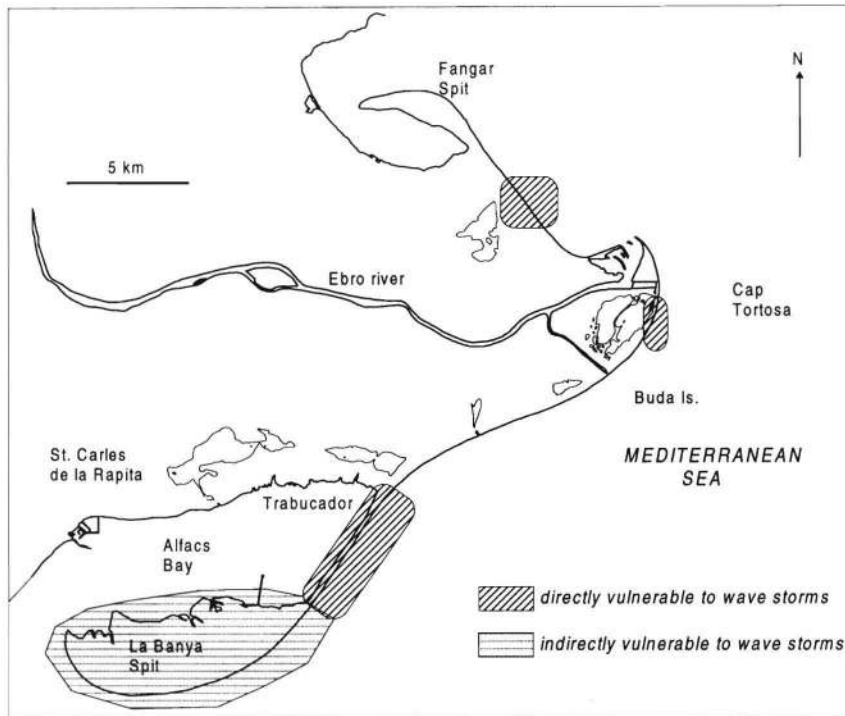 Fangar
Spit
N
5 km
Ebro river
Cap
Tortosa
Buda Is.
MEDITERRANEAN
SEA
St. Carles
de la Rapita
Trabucador
Alfacs
Bay
La Banya
Spit
directly vulnerable to wave storms
indirectly vulnerable to wave storms